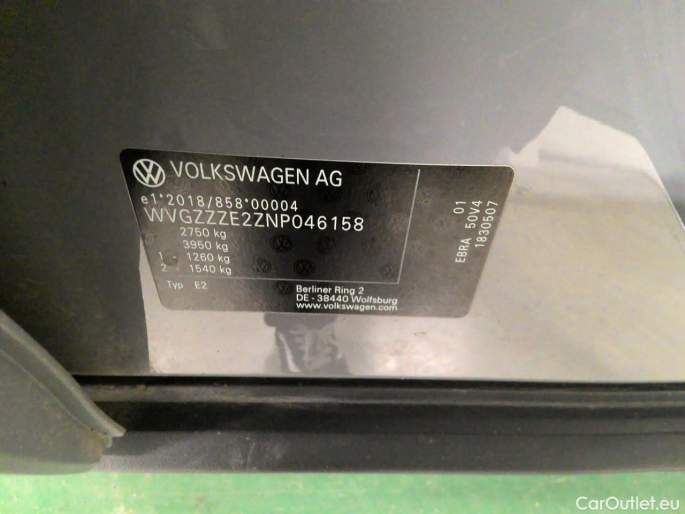 VOLKSWAGEN AG
e1*2018/858*00004
WVGZZZE2ZNP046158
2750 kg
3950 kg
1 - 1260 kg
2 - 1540 kg
Typ E2
Berliner Ring 2
DE - 38440 Wolfsburg
www.volkswagen.com
01
EBRA 50V4
1830507
CarOutlet.eu